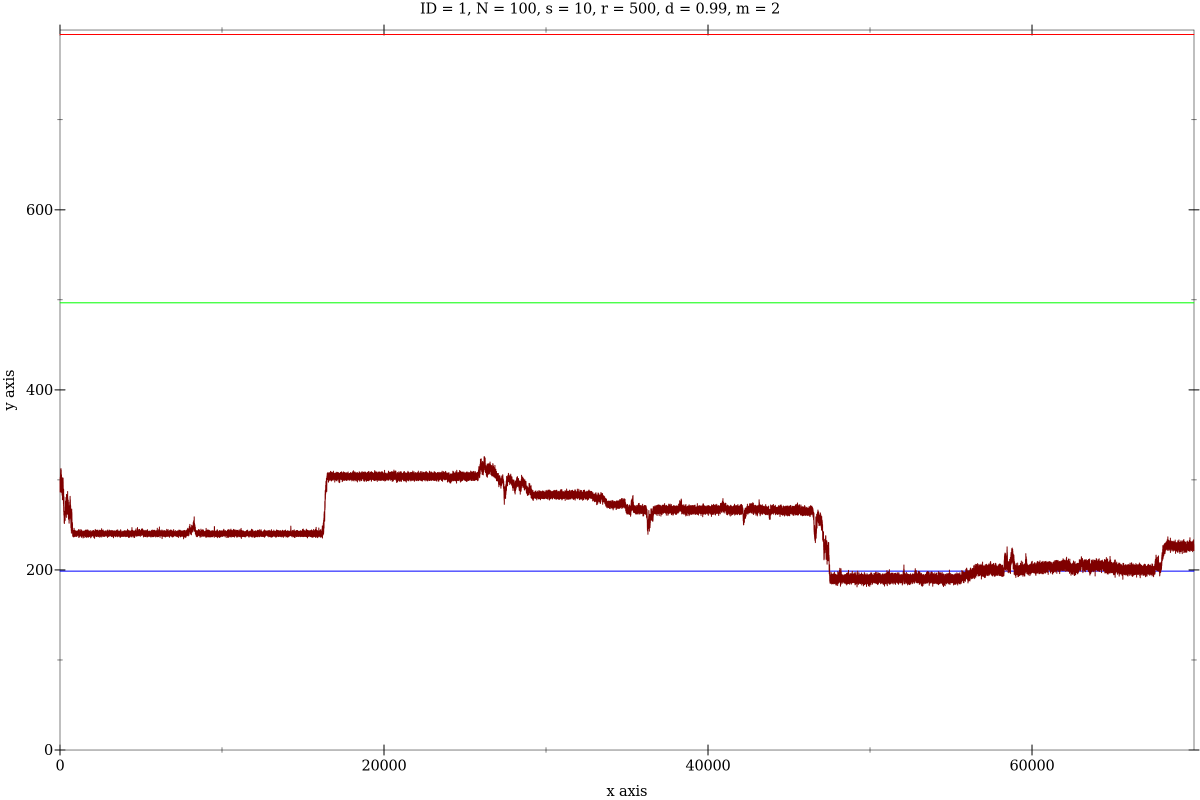 ID = 1, N = 100, s = 10, r = 500, d = 0.99, m = 2
600
400
200
0
y axis
0 20000 40000 60000
x axis